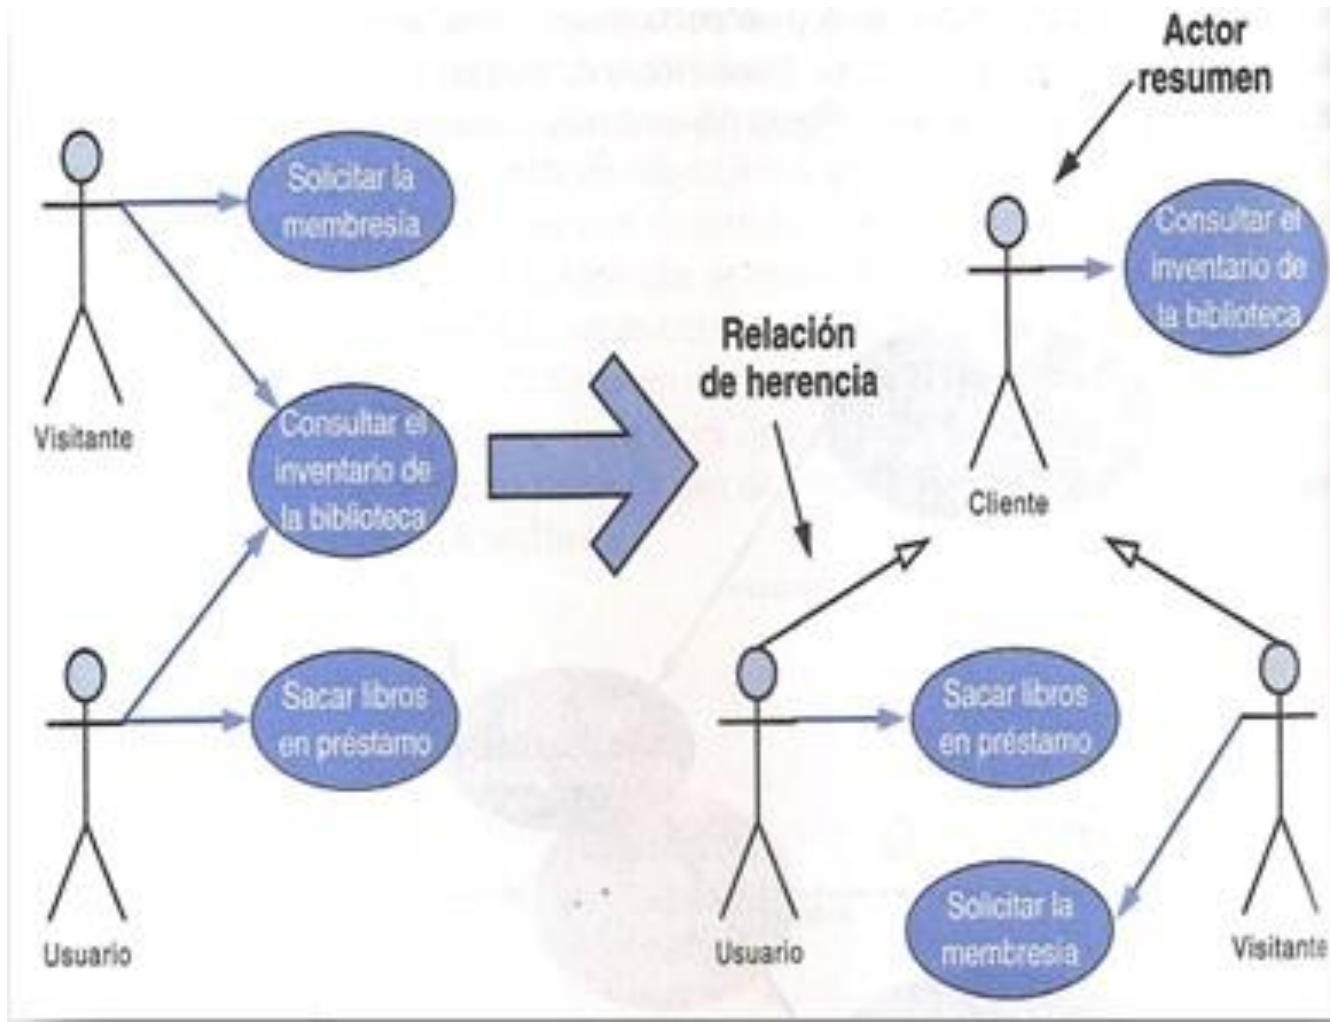 Actor
resumen
Solicitar la
membresía
Visitante
Consultar el
inventario de
la biblioteca
Usuario
Sacar libros
en préstamo
Relación
de herencia
Consultar el
inventario de
la biblioteca
Cliente
Sacar libros
en préstamo
Usuario
Solicitar la
membresía
Visitante